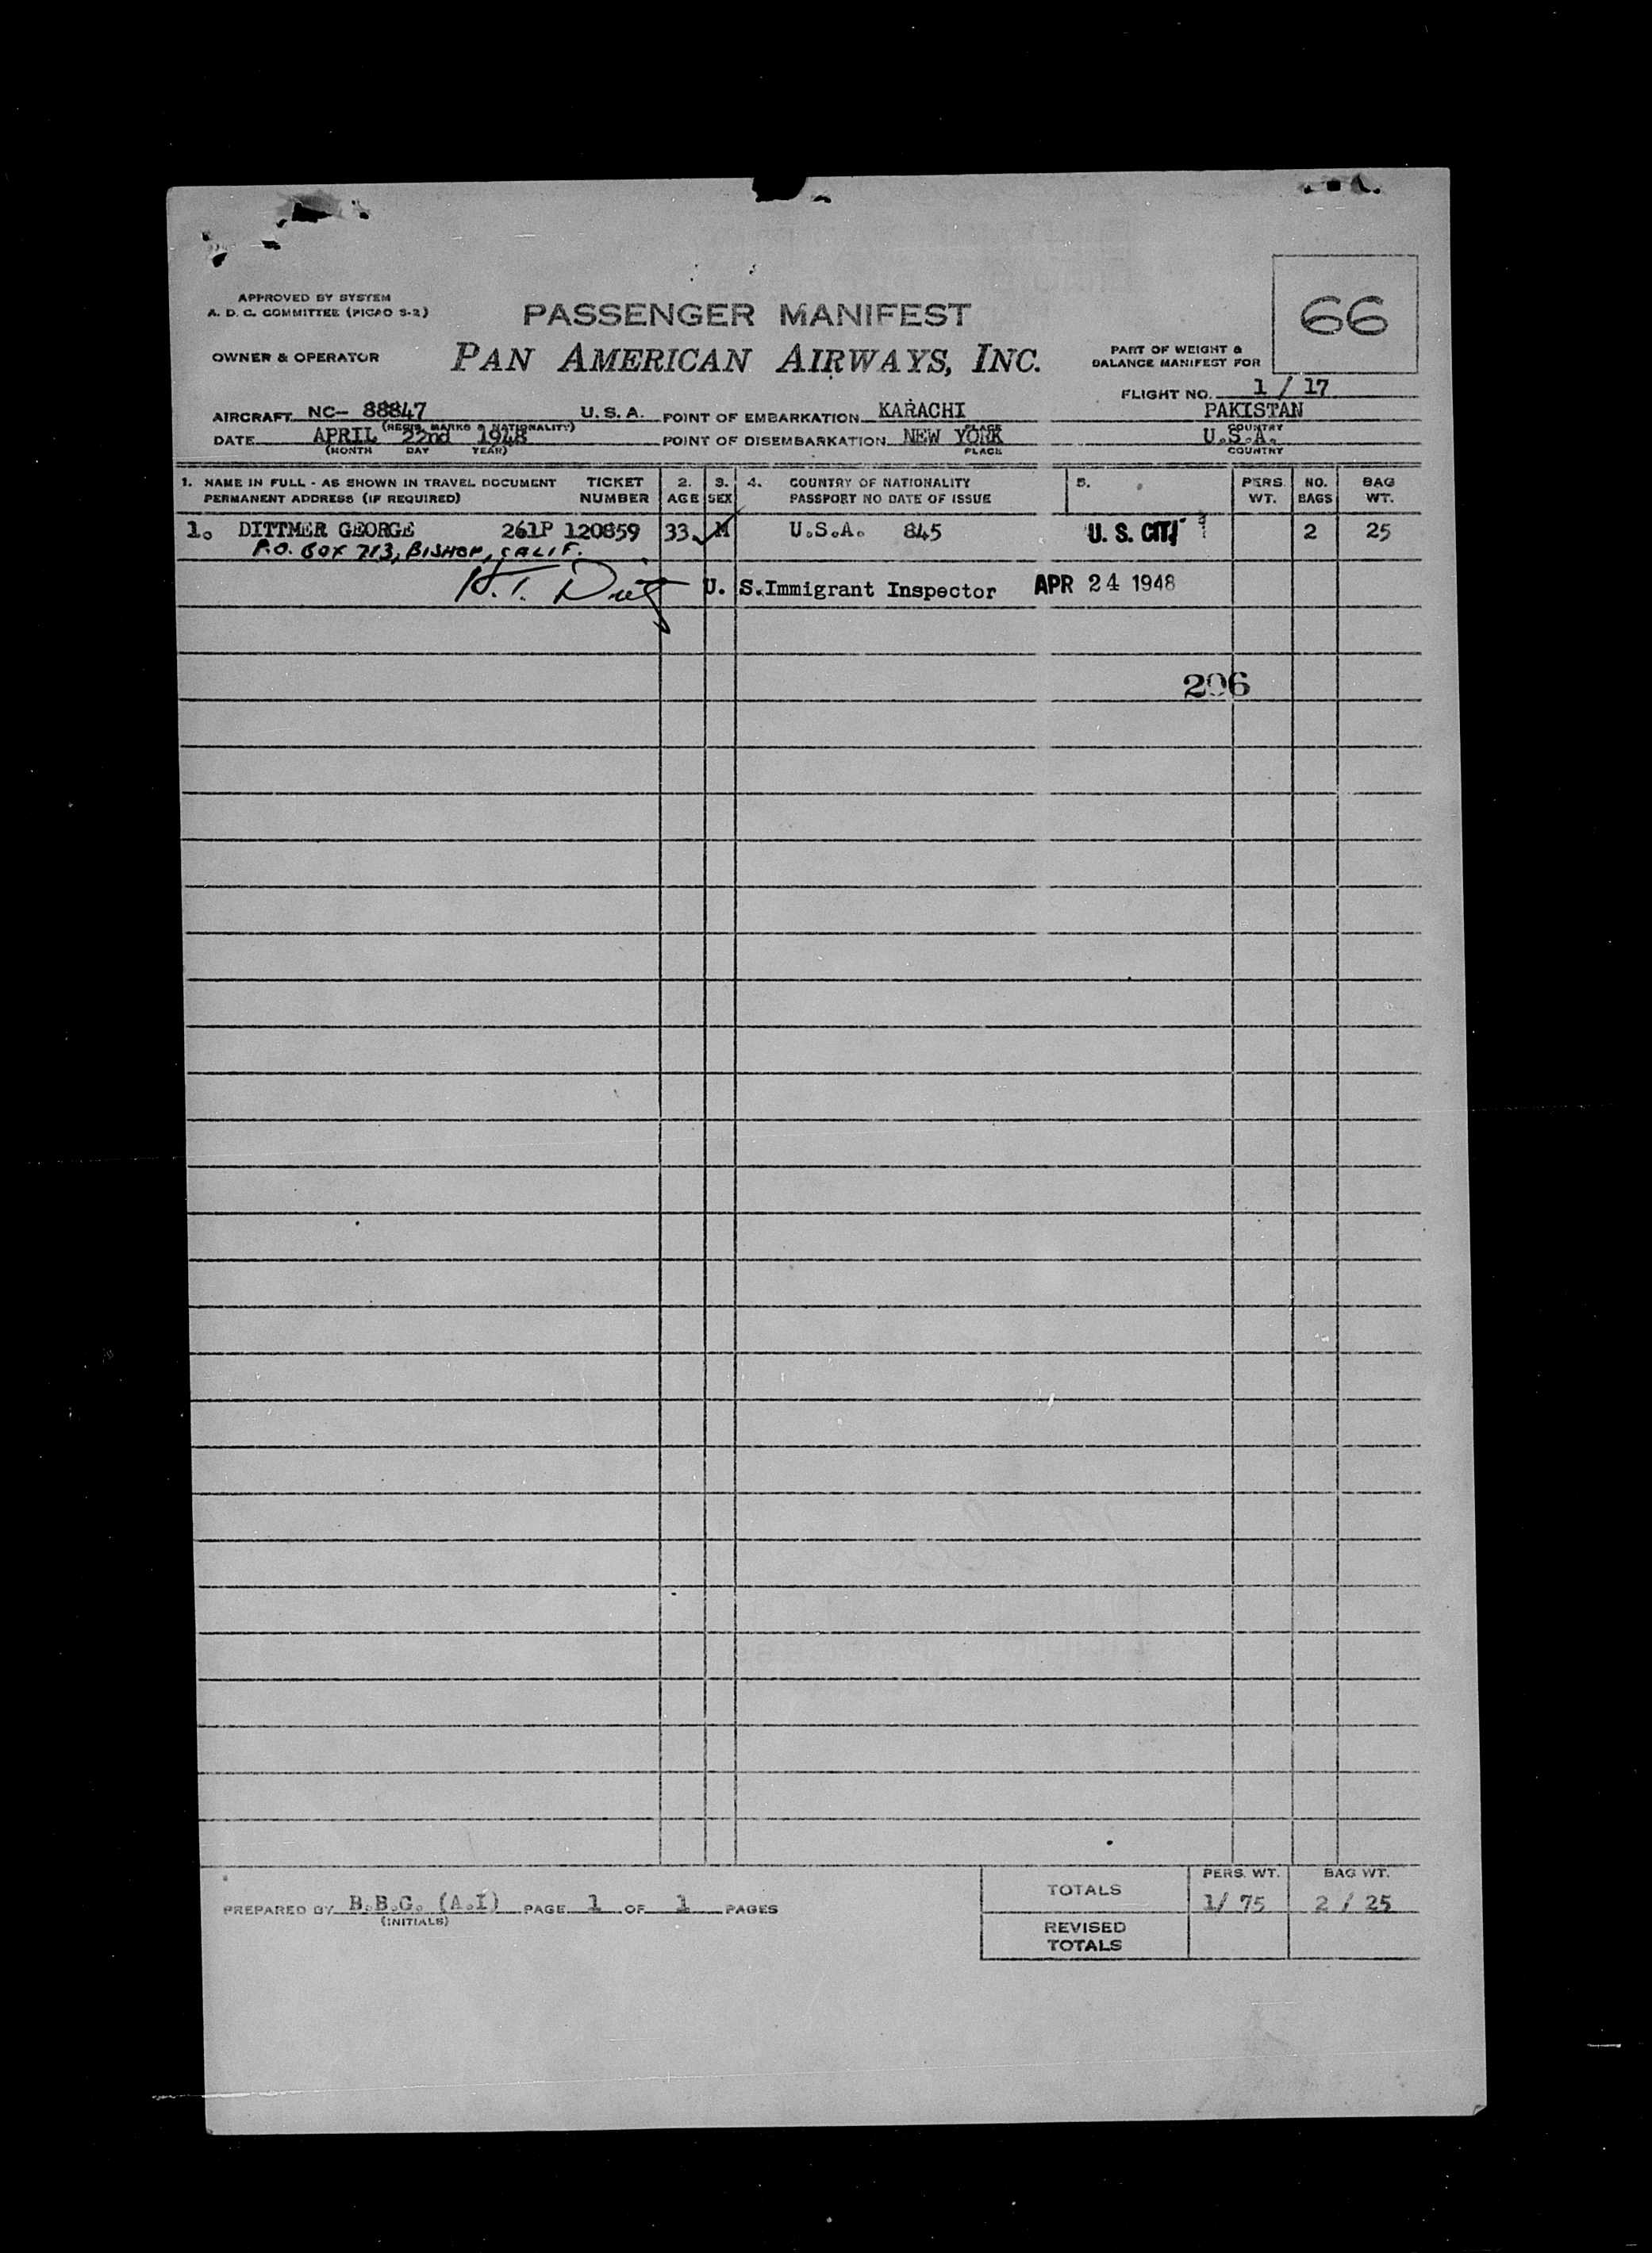 APPROVED BY SYSTEM
A. D. C. COMMITTEE (PICAO S-2)
PASSENGER MANIFEST
66
OWNER & OPERATOR
PAN AMERICAN AIRWAYS, INC.
PART OF WEIGHT &
BALANCE MANIFEST FOR
FLIGHT NO. 1 / 17
AIRCRAFT NC- 88847 U. S. A. POINT OF EMBARKATION KARACHI PAKISTAN
(REGIS. MARKS & NATIONALITY) PLACE COUNTRY
DATE APRIL 22nd 1948 POINT OF DISEMBARKATION NEW YORK U.S.A.
(MONTH DAY YEAR) PLACE COUNTRY
1. NAME IN FULL - AS SHOWN IN TRAVEL DOCUMENT TICKET 2. 3. 4. COUNTRY OF NATIONALITY 5. PERS. NO. BAG
PERMANENT ADDRESS (IF REQUIRED) NUMBER AGE SEX PASSPORT NO DATE OF ISSUE WT. BAGS WT.
1. DITTMER GEORGE 261P 120859 33 M U.S.A. 845 U. S. CIT 2 25
P.O. BOX 713, BISHOP, CALIF.
U. S. Immigrant Inspector APR 24 1948
296
PERS. WT. BAG WT.
TOTALS 1/ 75 2 / 25
PREPARED BY B.B.G. (A.I) PAGE 1 OF 1 PAGES
(INITIALS)
REVISED
TOTALS